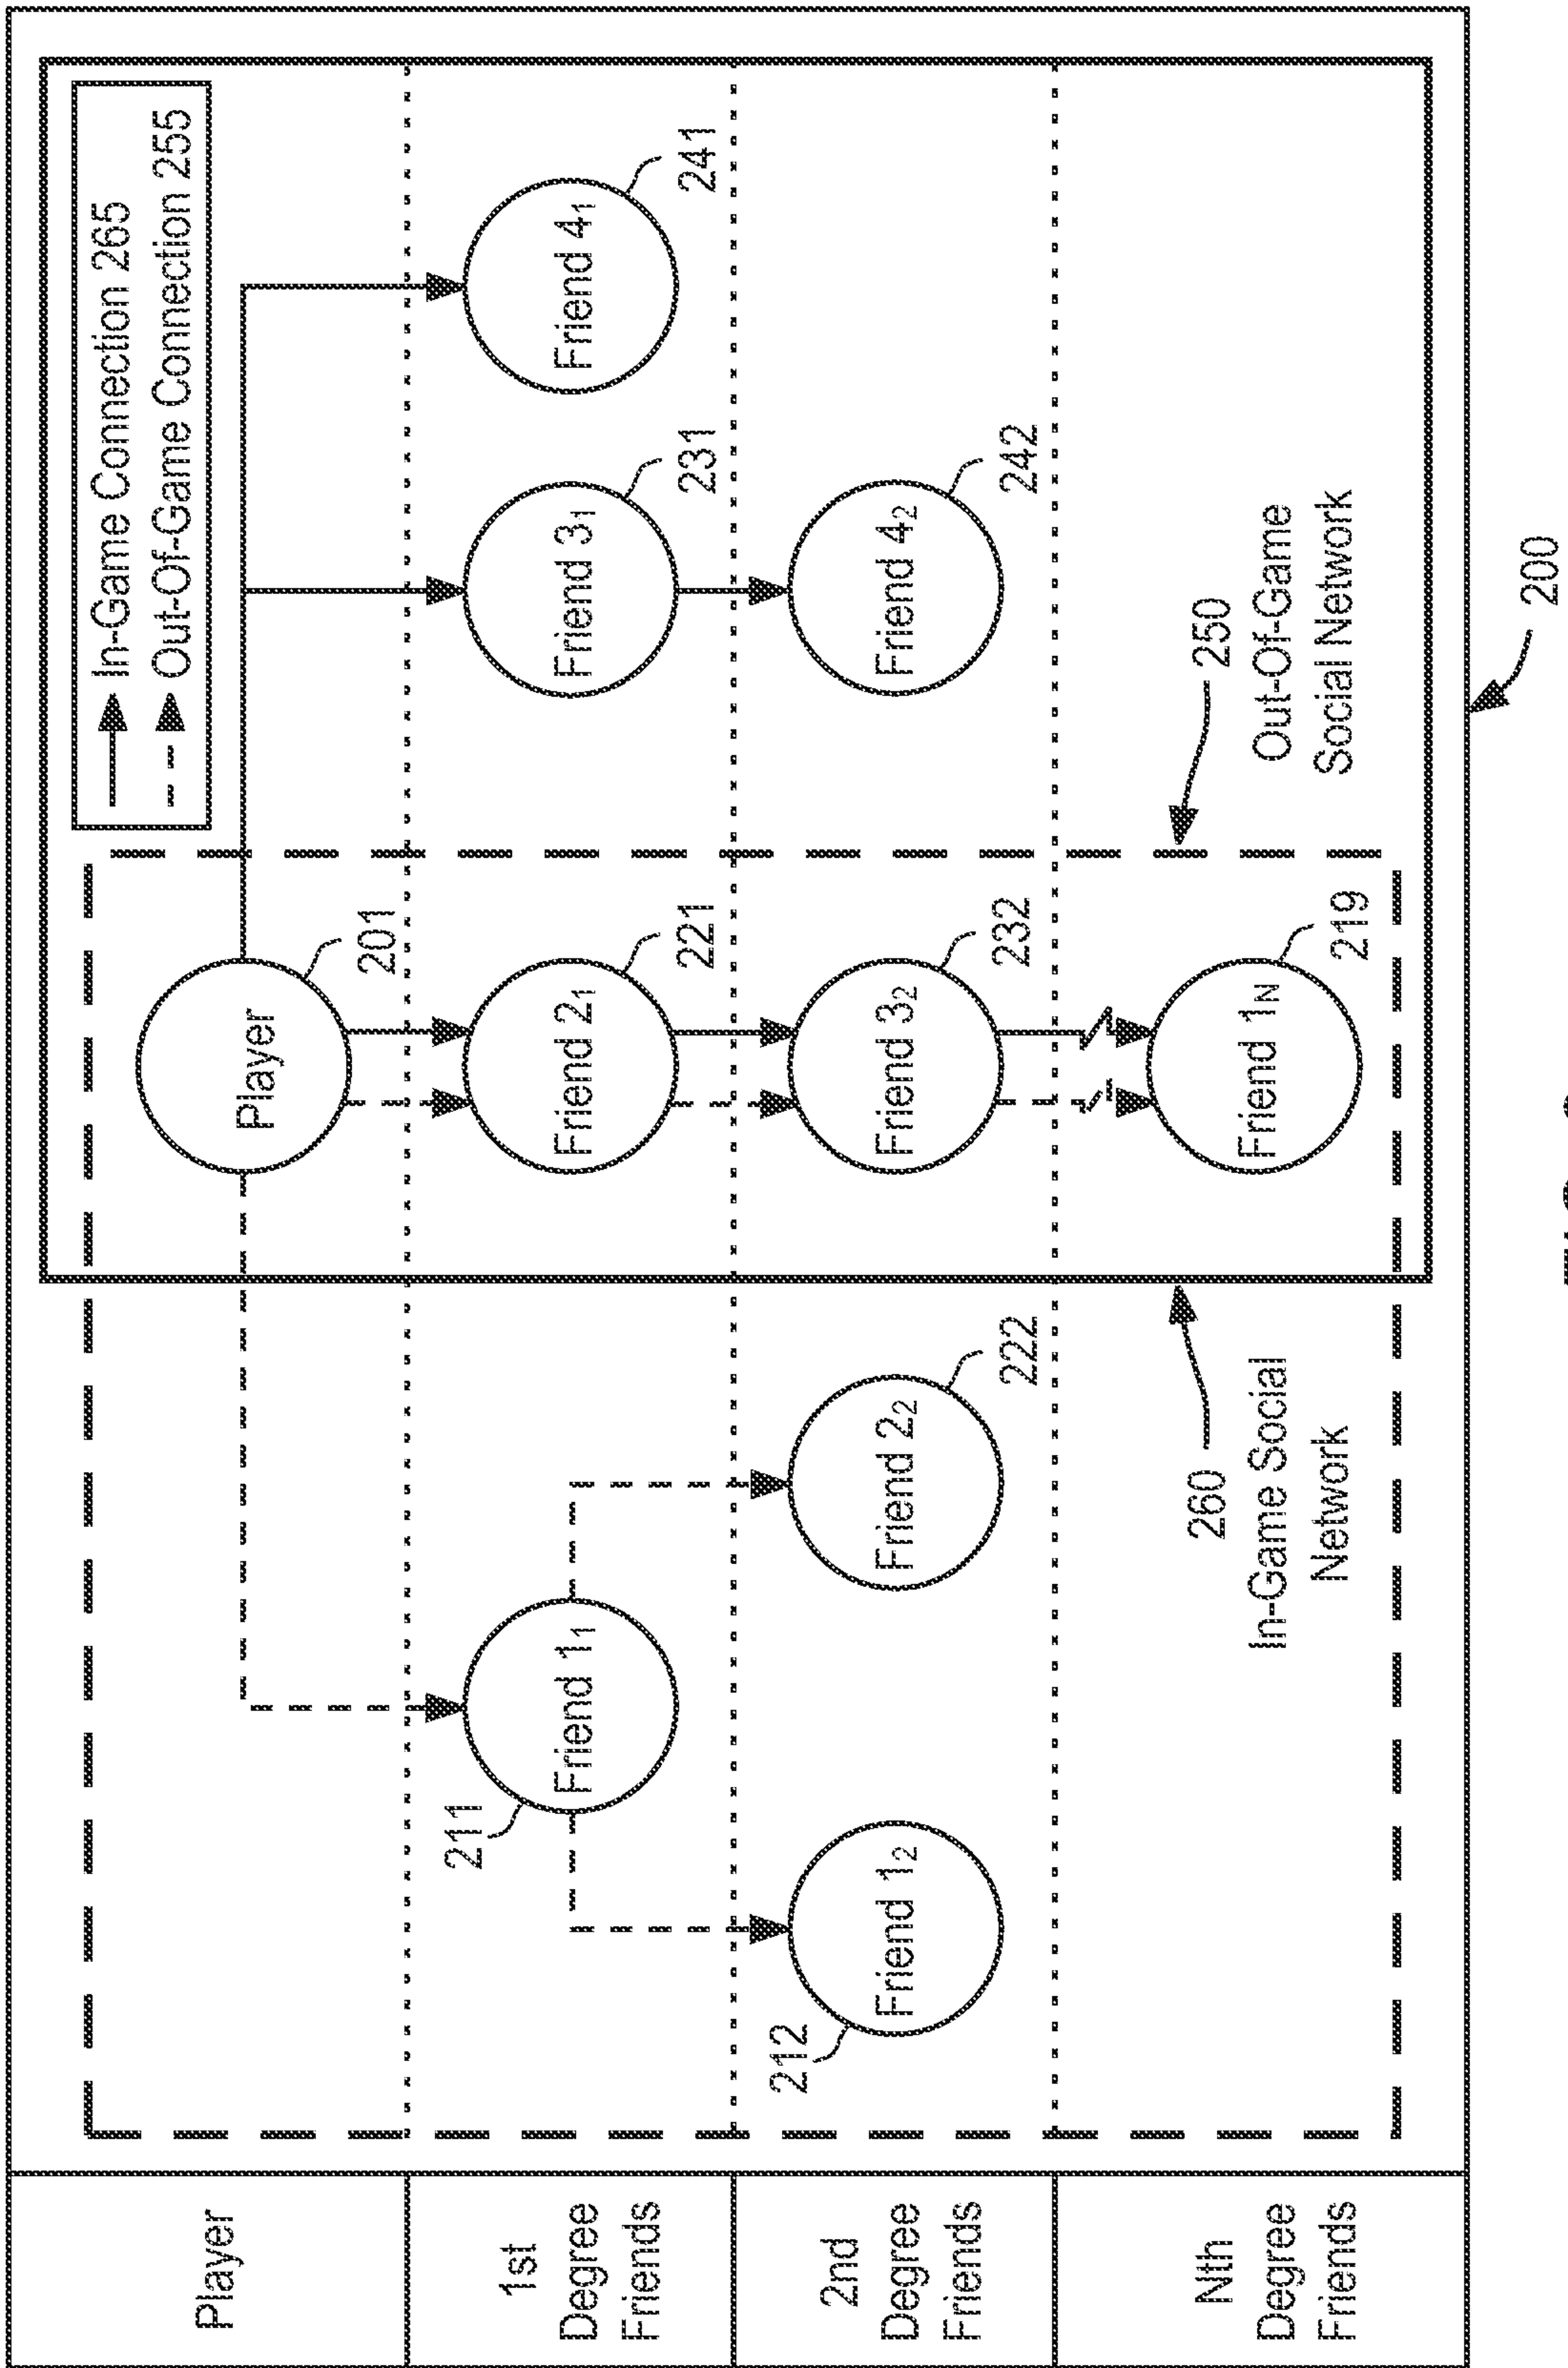 Player
1st
Degree
Friends
2nd
Degree
Friends
Nth
Degree
Friends
In-Game Connection 265
Out-Of-Game Connection 255
Player
201
211
Friend 1₁
Friend 2₁
221
Friend 3₁
231
Friend 4₁
241
212
Friend 1₂
Friend 2₂
222
Friend 3₂
232
Friend 4₂
242
260
In-Game Social
Network
Friend 1N
219
250
Out-Of-Game
Social Network
200